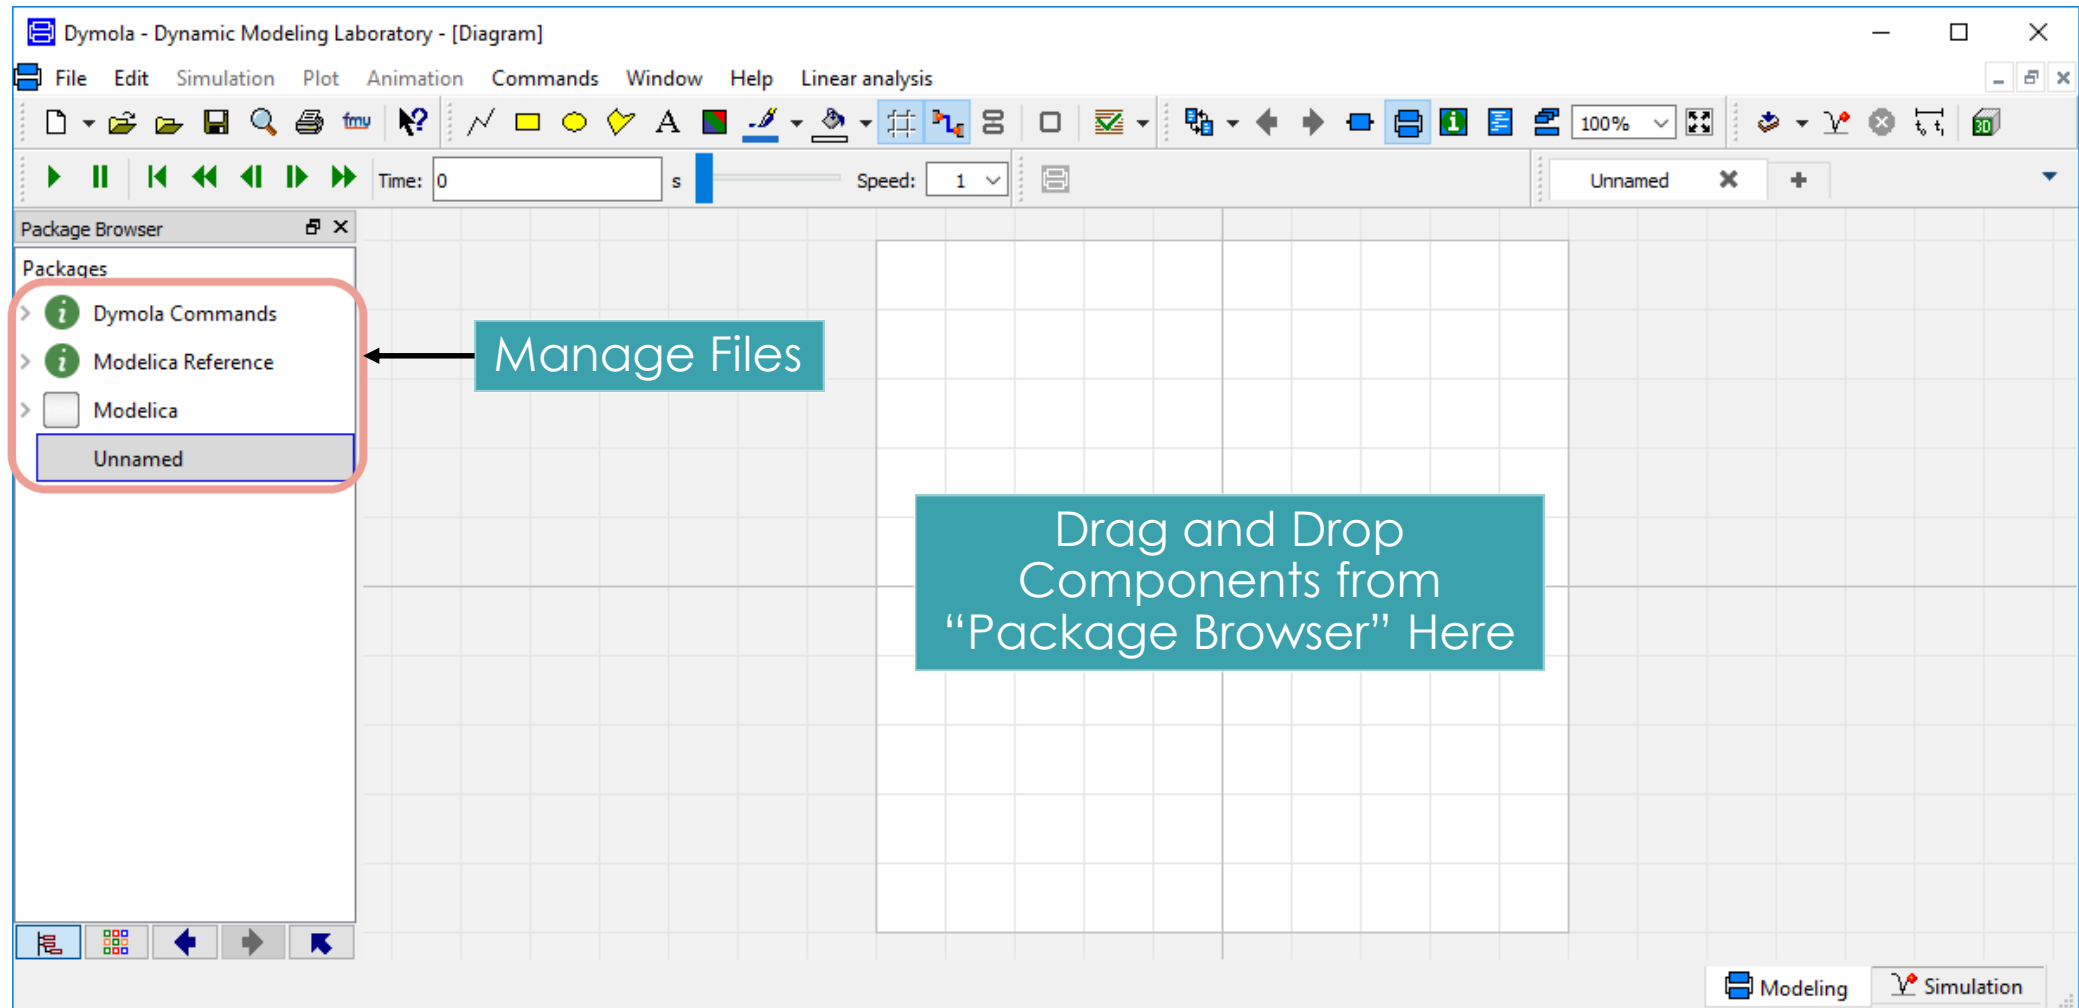 Dymola - Dynamic Modeling Laboratory - [Diagram]
File Edit Simulation Plot Animation Commands Window Help Linear analysis
fmu A 100% 3D
Time: 0 s Speed: 1 Unnamed
Package Browser
Packages
Dymola Commands
Modelica Reference
Modelica
Unnamed
Manage Files
Drag and Drop
Components from
“Package Browser” Here
Modeling Simulation